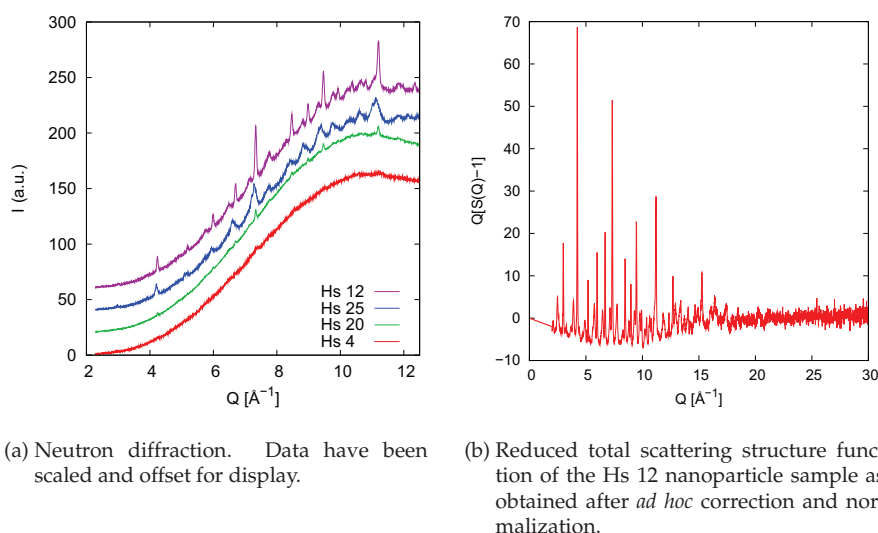 300
250
200
150
100
50
0
I (a.u.)
Hs 12
Hs 25
Hs 20
Hs 4
2 4 6 8 10 12
Q [Å⁻¹]
70
60
50
40
30
20
10
0
−10
Q[S(Q)−1]
0 5 10 15 20 25 30
Q [Å⁻¹]
(a) Neutron diffraction. Data have been
scaled and offset for display.
(b) Reduced total scattering structure func
tion of the Hs 12 nanoparticle sample as
obtained after ad hoc correction and nor
malization.